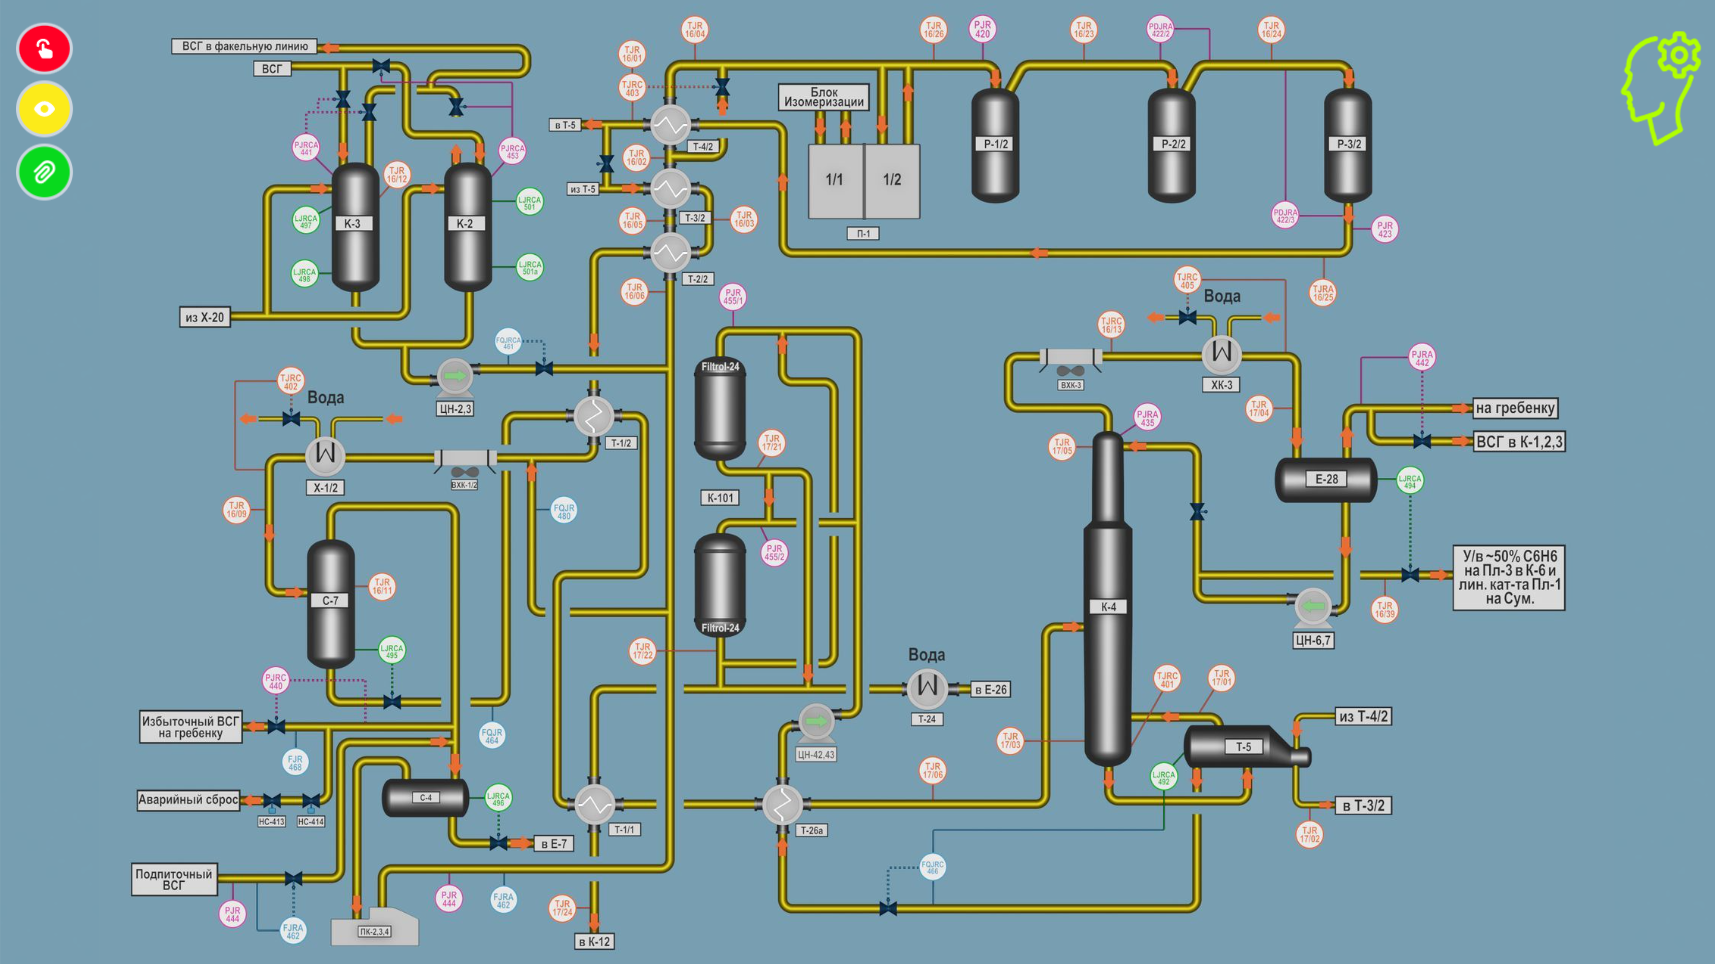 ВСГ в факельную линию
ВСГ
TJR
16/04
TJR
16/01
TJRC
403
TJR
16/26
PJR
420
TJR
16/23
PDJRA
422/2
TJR
16/24
Блок
Изомеризации
в Т-5
Т-4/2
PJRCA
441
PJRCA
453
TJR
16/12
TJR
16/02
из Т-5
1/1
1/2
П-1
Р-1/2
Р-2/2
Р-3/2
LJRCA
497
К-3
К-2
LJRCA
501
TJR
16/05
Т-3/2
TJR
16/03
PDJRA
422/3
PJR
423
LJRCA
498
LJRCA
501a
Т-2/2
TJR
16/06
PJR
455/1
TJRC
405
Вода
TJRA
16/25
из Х-20
FQJRCA
461
TJRC
16/13
ВХК-3
ХК-3
PJRA
442
TJRC
402
Вода
ЦН-2,3
Filtrol-24
TJR
17/04
на гребенку
ВСГ в К-1,2,3
PJRA
435
TJR
17/05
Т-1/2
TJR
17/21
Х-1/2
ВХК-1/2
К-101
Е-28
LJRCA
494
TJR
16/09
FQJR
480
PJR
455/2
У/в ~50% С6Н6
на Пл-3 в К-6 и
лин. кат-та Пл-1
на Сум.
С-7
TJR
16/11
К-4
ЦН-6,7
TJR
16/39
Filtrol-24
LJRCA
495
TJR
17/22
Вода
PJRC
440
в Е-26
Т-24
TJRC
401
TJR
17/01
Избыточный ВСГ
на гребенку
FQJR
464
ЦН-42,43
TJR
17/03
Т-5
из Т-4/2
FJR
468
TJR
17/06
LJRCA
492
Аварийный сброс
НС-413
НС-414
С-4
LJRCA
496
Т-1/1
Т-26а
в Т-3/2
TJR
17/02
в Е-7
Подпиточный
ВСГ
FQJRC
466
PJR
444
FJRA
462
PJR
444
FJRA
462
TJR
17/24
ПК-2,3,4
в К-12